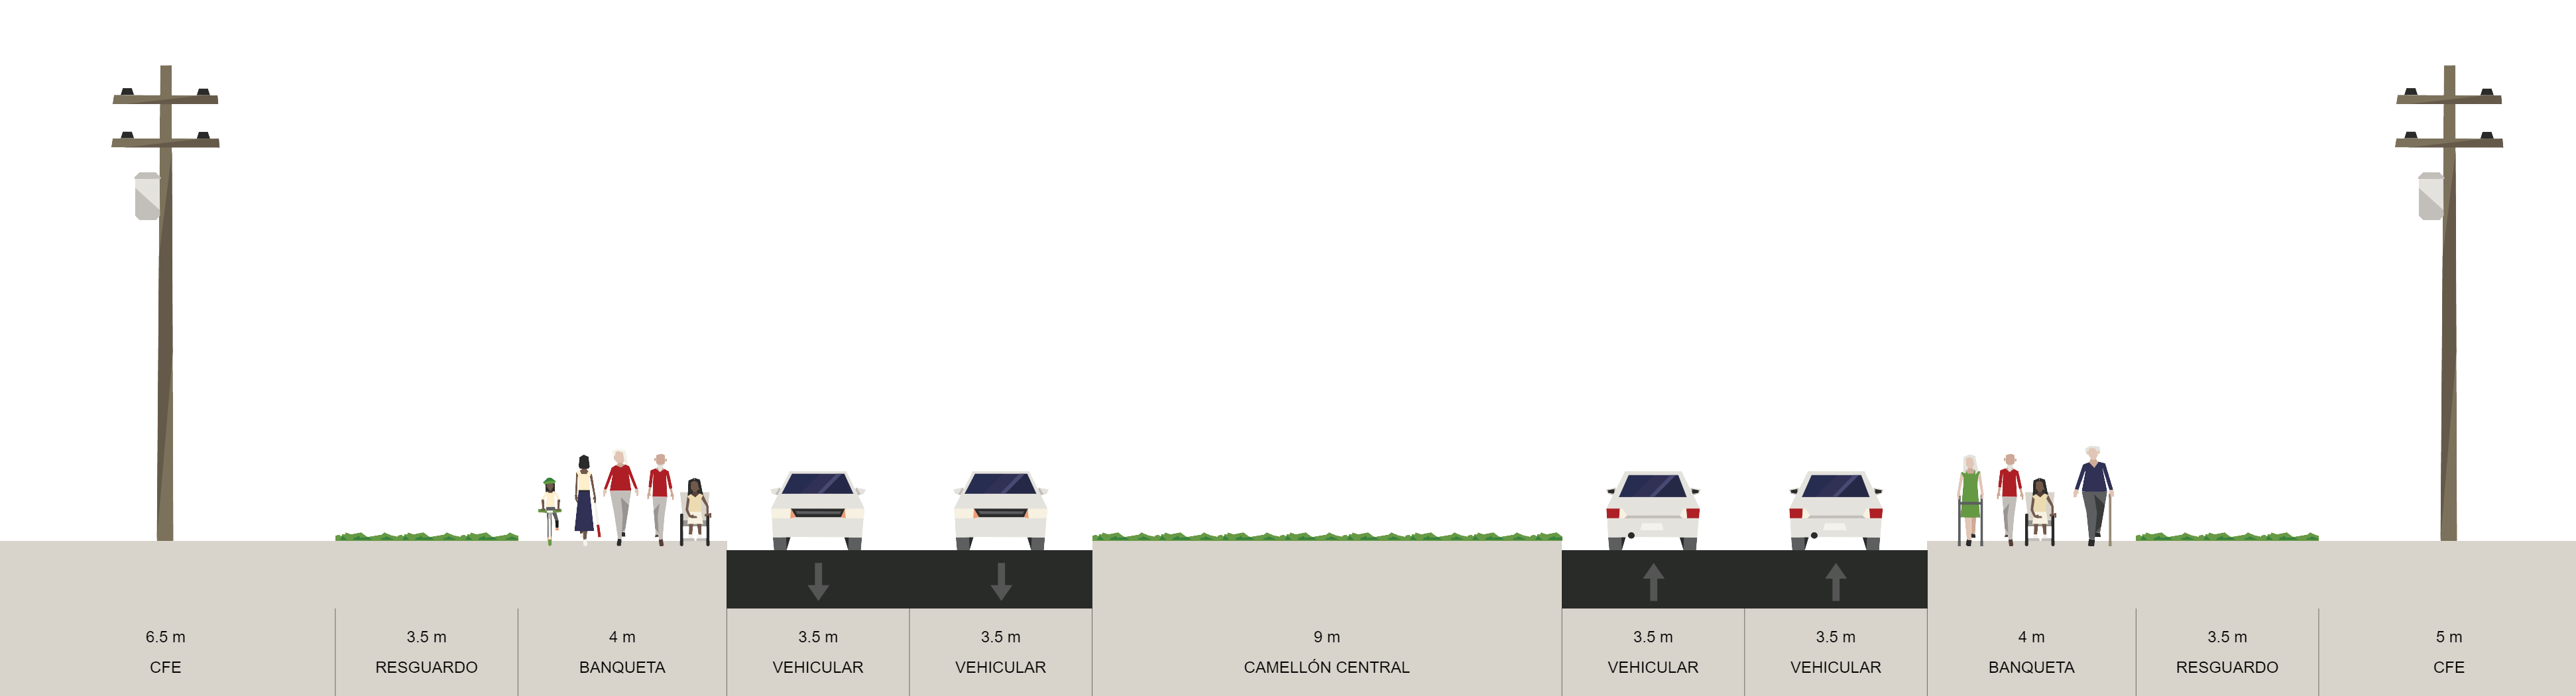 6.5 m
CFE
3.5 m
RESGUARDO
4 m
BANQUETA
3.5 m
VEHICULAR
3.5 m
VEHICULAR
9 m
CAMELLÓN CENTRAL
3.5 m
VEHICULAR
3.5 m
VEHICULAR
4 m
BANQUETA
3.5 m
RESGUARDO
5 m
CFE